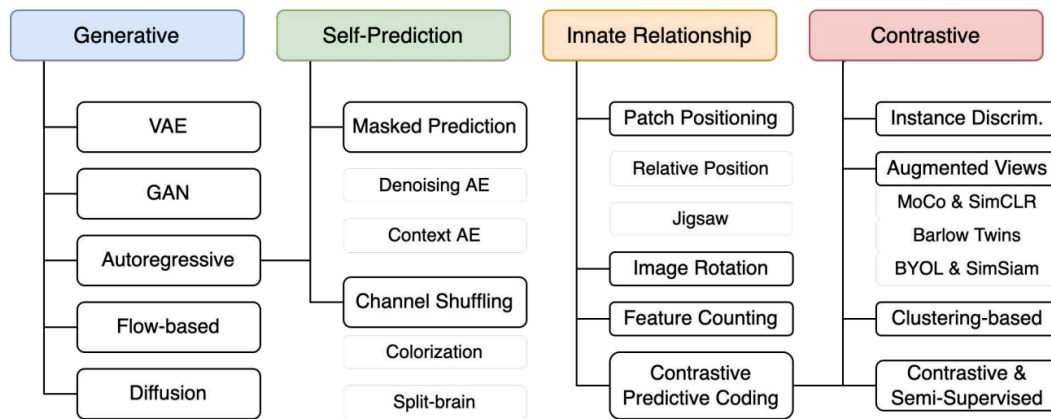 Generative
VAE
GAN
Autoregressive
Flow-based
Diffusion
Self-Prediction
Masked Prediction
Denoising AE
Context AE
Channel Shuffling
Colorization
Split-brain
Innate Relationship
Patch Positioning
Relative Position
Jigsaw
Image Rotation
Feature Counting
Contrastive
Predictive Coding
Contrastive
Instance Discrim.
Augmented Views
MoCo & SimCLR
Barlow Twins
BYOL & SimSiam
Clustering-based
Contrastive &
Semi-Supervised